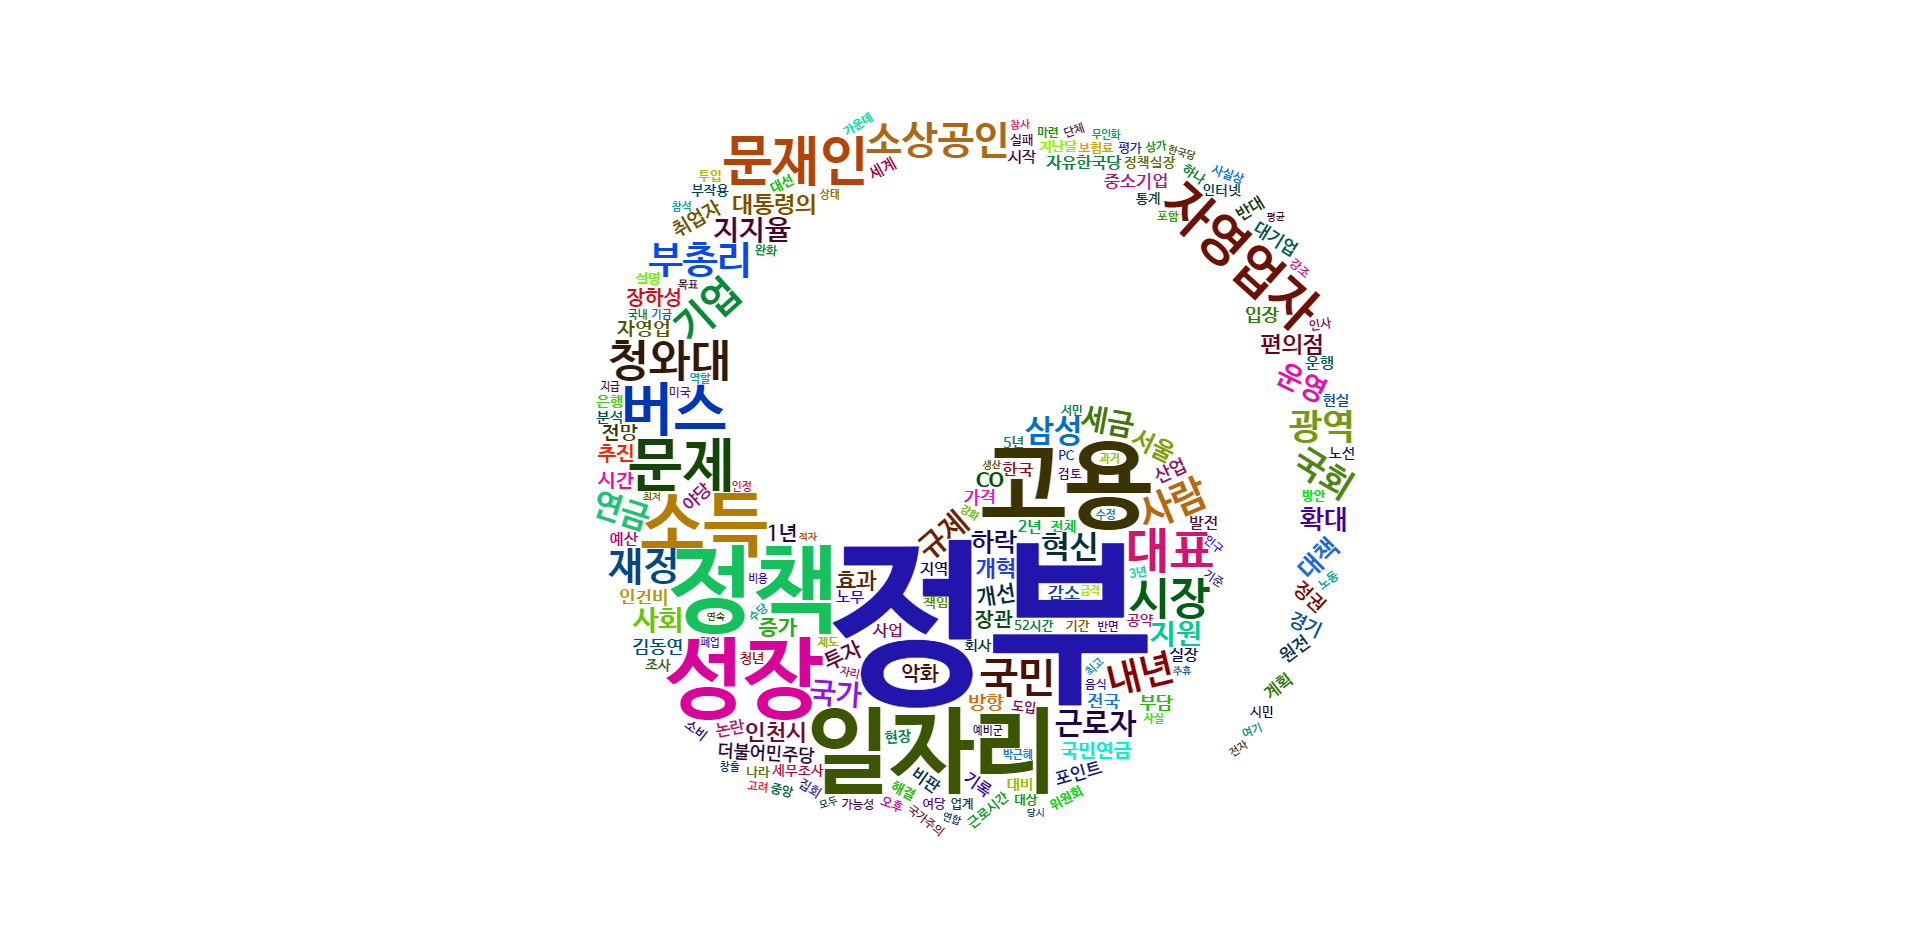 가운데
소상공인
참사
마련
단체
무인화
실패
지난달
보험료
평가
상가
한국당
시작
자유한국당
정책실장
하나
사실상
문재인
세계
투입
대선
부작용
상태
중소기업
인터넷
통계
참석
취업자
대통령의
포함
반대
평균
자영업자
지지율
대기업
부총리
완화
강조
설명
목표
장하성
기업
국내
기금
입장
인사
자영업
편의점
청와대
운행
역할
운영
지급
미국
은행
현실
분석
버스
서민
세금
광역
전망
삼성
서울
노선
추진
문제
5년
PC
과거
국회
생산
한국
검토
산업
시간
인정
CO
고용
사람
방안
최저
야당
가격
연금
소득
강화
수정
확대
1년
적자
규제
2년
전체
발전
예산
하락
혁신
대표
인구
대책
재정
정책
비용
효과
지역
개혁
3년
기준
노동
인건비
노무
책임
개선
감소
급격
시장
정권
사회
연속
수당
증가
정부
사업
장관
52시간
기간
반면
공약
지원
경기
김동연
폐업
제도
회사
실장
원전
조사
청년
투자
성장
자리
악화
국민
최고
내년
주휴
국가
음식
계획
방향
도입
전국
부담
시민
소비
논란
인천시
일자리
예비군
근로자
사실
여기
현장
더불어민주당
박근혜
국민연금
전자
창출
나라
세무조사
비판
기록
포인트
고려
중앙
집회
해결
대비
모두
가능성
오후
여당
업계
근로시간
대상
위원회
국가주의
연합
당시